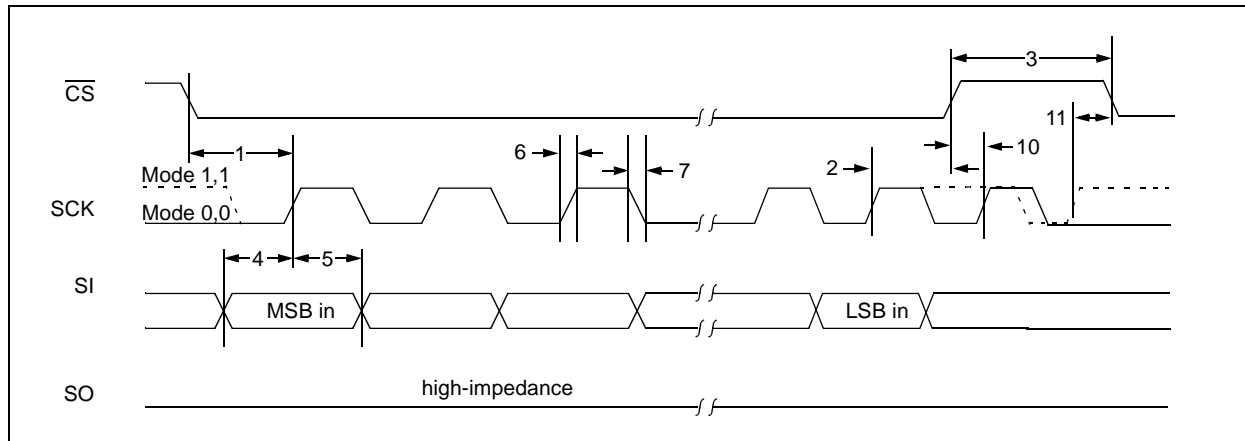 3
CS
11
1
6
2
10
Mode 1,1
7
SCK
Mode 0,0
4
5
SI
MSB in
LSB in
high-impedance
SO